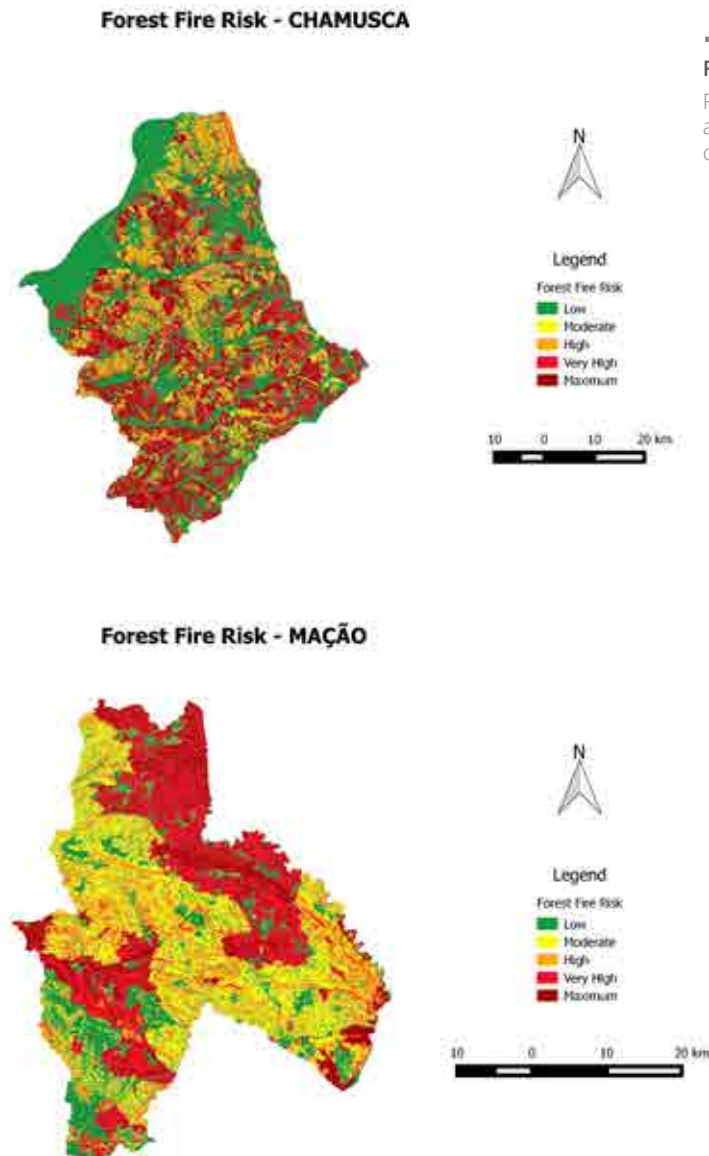 Forest Fire Risk - CHAMUSCA
N
Legend
Forest Fire Risk
Low
Moderate
High
Very High
Maximum
10 0 10 20 km
Forest Fire Risk - MAÇÃO
N
Legend
Forest Fire Risk
Low
Moderate
High
Very High
Maximum
10 0 10 20 km